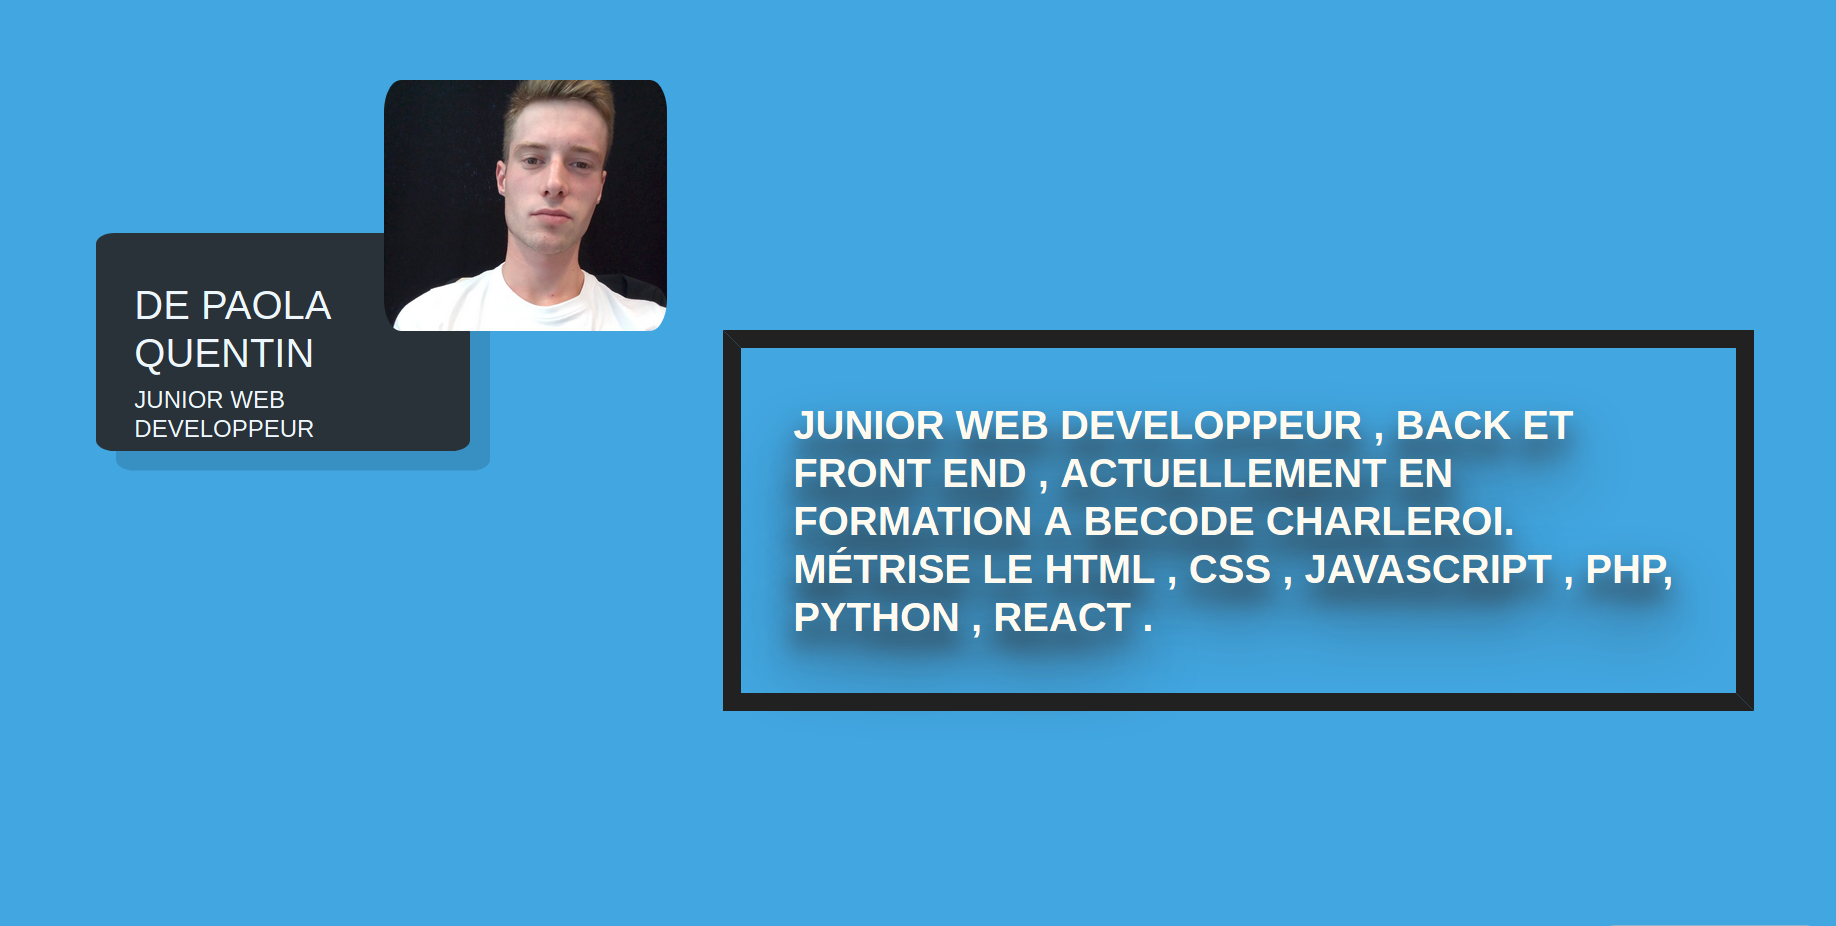 DE PAOLA
QUENTIN
JUNIOR WEB
DEVELOPPEUR
JUNIOR WEB DEVELOPPEUR , BACK ET
FRONT END , ACTUELLEMENT EN
FORMATION A BECODE CHARLEROI.
MÉTRISE LE HTML , CSS , JAVASCRIPT , PHP,
PYTHON , REACT .